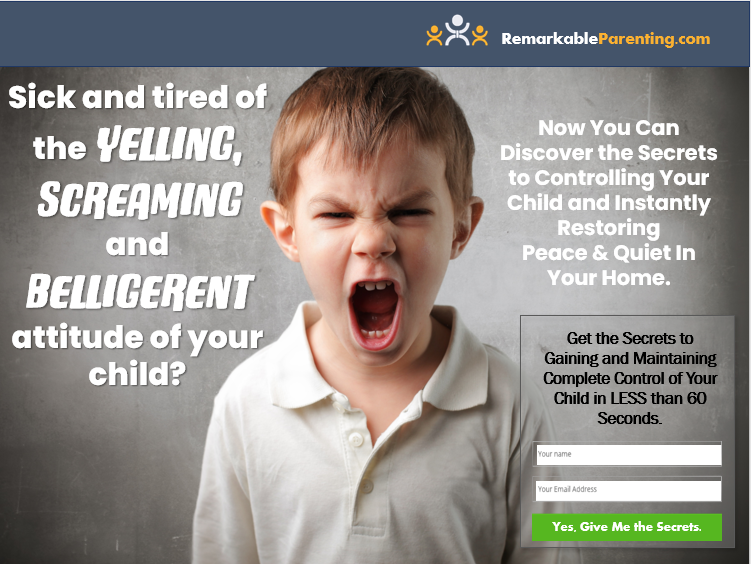 RemarkableParenting.com
Sick and tired of
the YELLING,
SCREAMING
and
BELLIGERENT
attitude of your
child?
Now You Can
Discover the Secrets
to Controlling Your
Child and Instantly
Restoring
Peace & Quiet In
Your Home.
Get the Secrets to
Gaining and Maintaining
Complete Control of Your
Child in LESS than 60
Seconds.
Your name
Your Email Address
Yes, Give Me the Secrets.